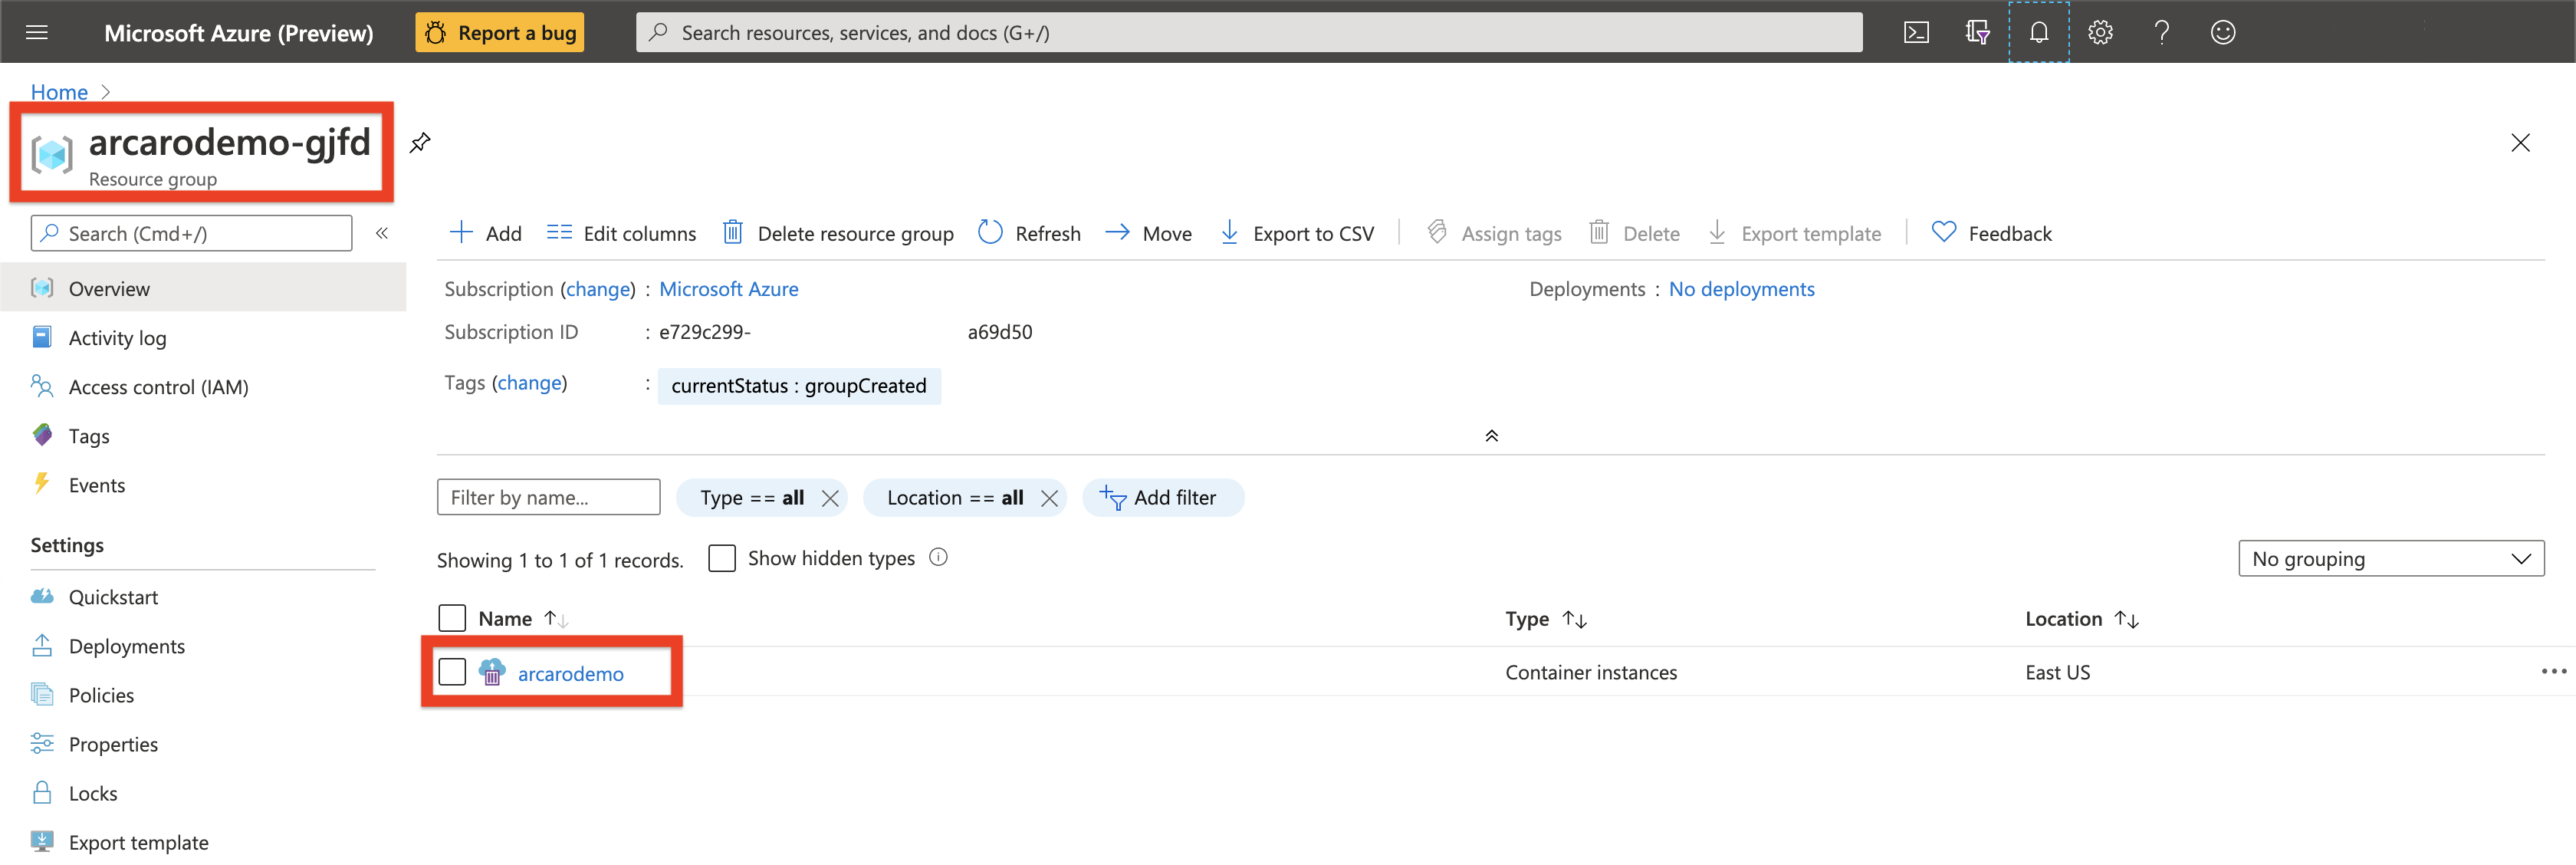 Microsoft Azure (Preview) Report a bug Search resources, services, and docs (G+/)
Home
arcarodemo-gjfd
Resource group
Search (Cmd+/)
Add Edit columns Delete resource group Refresh Move Export to CSV Assign tags Delete Export template Feedback
Overview
Activity log
Access control (IAM)
Tags
Events
Settings
Quickstart
Deployments
Policies
Properties
Locks
Export template
Subscription (change) : Microsoft Azure
Deployments : No deployments
Subscription ID : e729c299- a69d50
Tags (change) : currentStatus : groupCreated
Filter by name... Type == all Location == all Add filter
Showing 1 to 1 of 1 records. Show hidden types No grouping
Name Type Location
arcarodemo Container instances East US